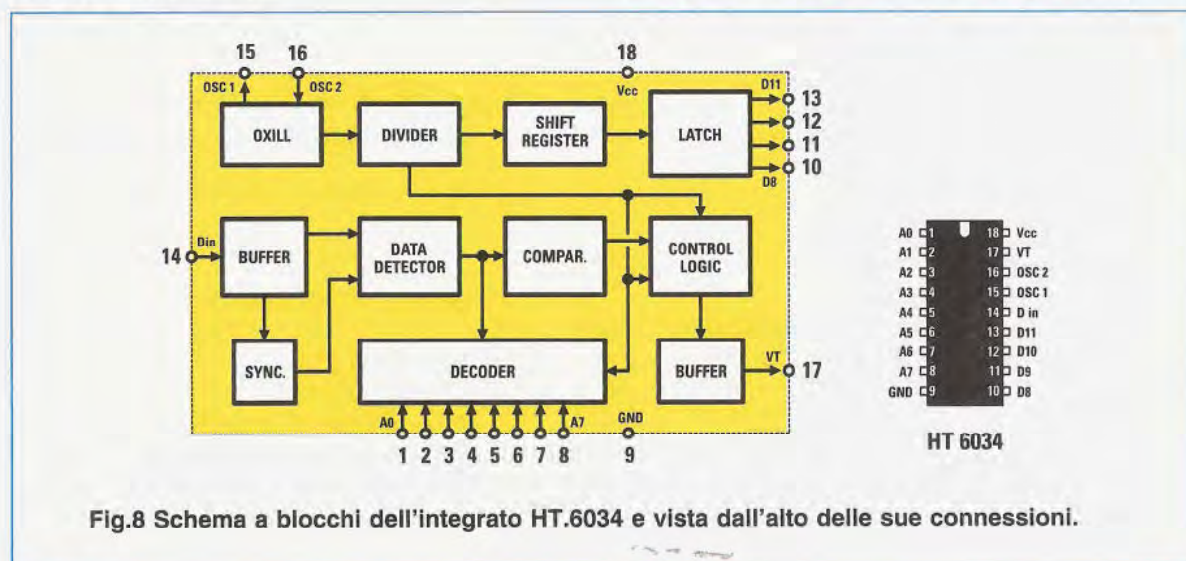 15 16 18
OSC 1 OSC 2 Vcc D11
13
12
11
10
D8
OXILL
DIVIDER
SHIFT
REGISTER
LATCH
14 Din
BUFFER
DATA
DETECTOR
COMPAR.
CONTROL
LOGIC
SYNC.
DECODER
BUFFER
VT 17
A0 A7 GND
1 2 3 4 5 6 7 8 9
A0 1 18 Vcc
A1 2 17 VT
A2 3 16 OSC 2
A3 4 15 OSC 1
A4 5 14 D in
A5 6 13 D11
A6 7 12 D10
A7 8 11 D9
GND 9 10 D8
HT 6034
Fig.8 Schema a blocchi dell'integrato HT.6034 e vista dall'alto delle sue connessioni.